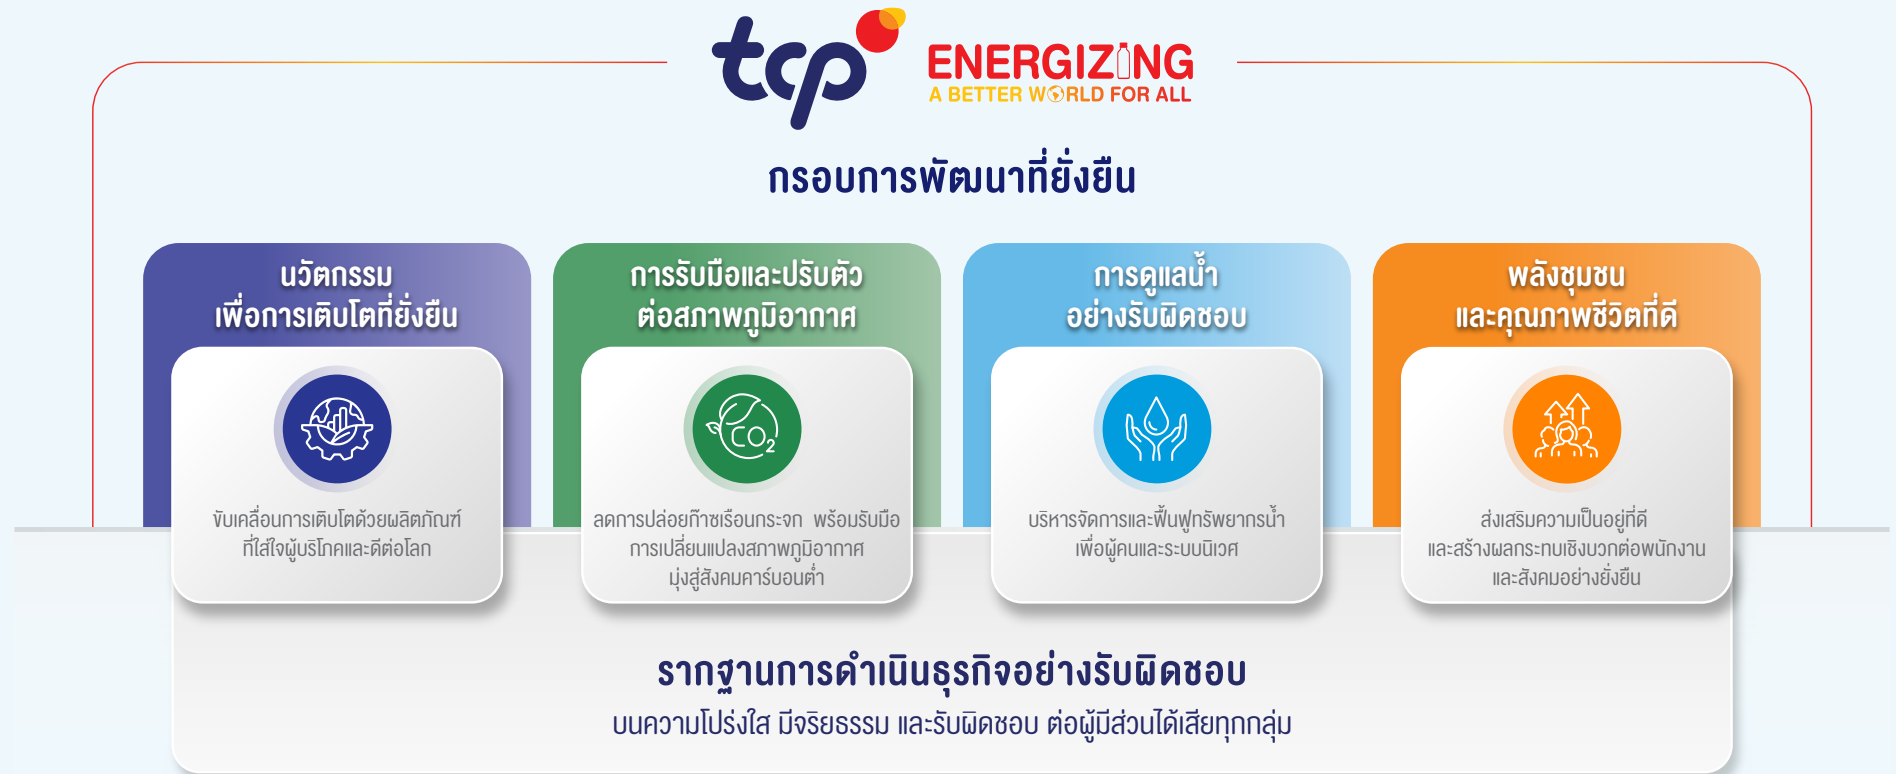 tcp
ENERGIZING
A BETTER WORLD FOR ALL
กรอบการพัฒนาที่ยั่งยืน
นวัตกรรม
เพื่อการเติบโตที่ยั่งยืน
ขับเคลื่อนการเติบโตด้วยผลิตภัณฑ์
ที่ใส่ใจผู้บริโภคและดีต่อโลก
การรับมือและปรับตัว
ต่อสภาพภูมิอากาศ
CO₂
ลดการปล่อยก๊าซเรือนกระจก พร้อมรับมือ
การเปลี่ยนแปลงสภาพภูมิอากาศ
มุ่งสู่สังคมคาร์บอนต่ำ
การดูแลน้ำ
อย่างรับผิดชอบ
บริหารจัดการและฟื้นฟูทรัพยากรน้ำ
เพื่อผู้คนและระบบนิเวศ
พลังชุมชน
และคุณภาพชีวิตที่ดี
ส่งเสริมความเป็นอยู่ที่ดี
และสร้างผลกระทบเชิงบวกต่อพนักงาน
และสังคมอย่างยั่งยืน
รากฐานการดำเนินธุรกิจอย่างรับผิดชอบ
บนความโปร่งใส มีจริยธรรม และรับผิดชอบ ต่อผู้มีส่วนได้เสียทุกกลุ่ม